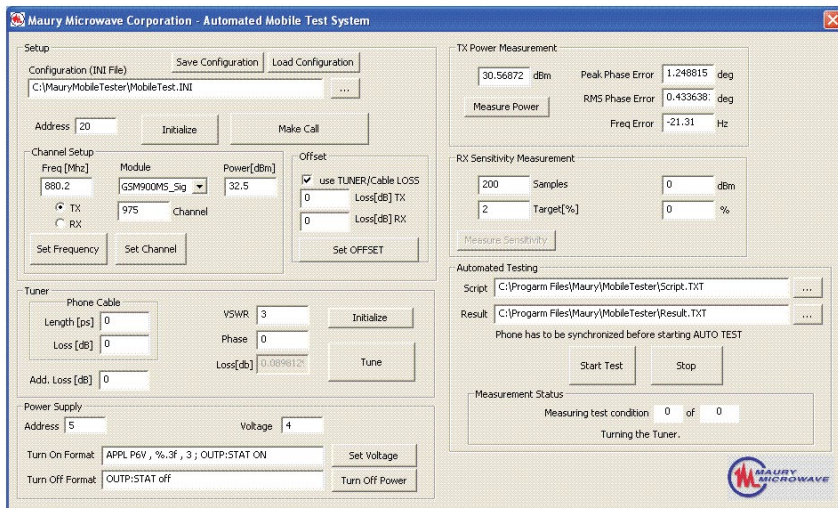 Maury Microwave Corporation - Automated Mobile Test System
Setup
Save Configuration Load Configuration
Configuration (INI File)
C:\MauryMobileTester\MobileTest.INI
...
Address 20 Initialize Make Call
Channel Setup
Freq [Mhz] Module Power[dBm]
880.2 GSM900MS_Sig 32.5
TX
RX
975 Channel
Set Frequency Set Channel
Offset
use TUNER/Cable LOSS
0 Loss[dB] TX
0 Loss[dB] RX
Set OFFSET
Tuner
Phone Cable
Length [ps] 0
Loss [dB] 0
Add. Loss [dB] 0
VSWR 3 Initialize
Phase 0
Loss[db] 0.0898129 Tune
Power Supply
Address 5 Voltage 4
Turn On Format APPL P6V , %.3f , 3 ; OUTP:STAT ON Set Voltage
Turn Off Format OUTP:STAT off Turn Off Power
TX Power Measurement
30.56872 dBm Peak Phase Error 1.248815 deg
Measure Power RMS Phase Error 0.433638 deg
Freq Error -21.31 Hz
RX Sensitivity Measurement
200 Samples 0 dBm
2 Target[%] 0 %
Measure Sensitivity
Automated Testing
Script C:\Progarm Files\Maury\MobileTester\Script.TXT ...
Result C:\Progarm Files\Maury\MobileTester\Result.TXT ...
Phone has to be synchronized before starting AUTO TEST
Start Test Stop
Measurement Status
Measuring test condition 0 of 0
Turning the Tuner.
MAURY
MICROWAVE